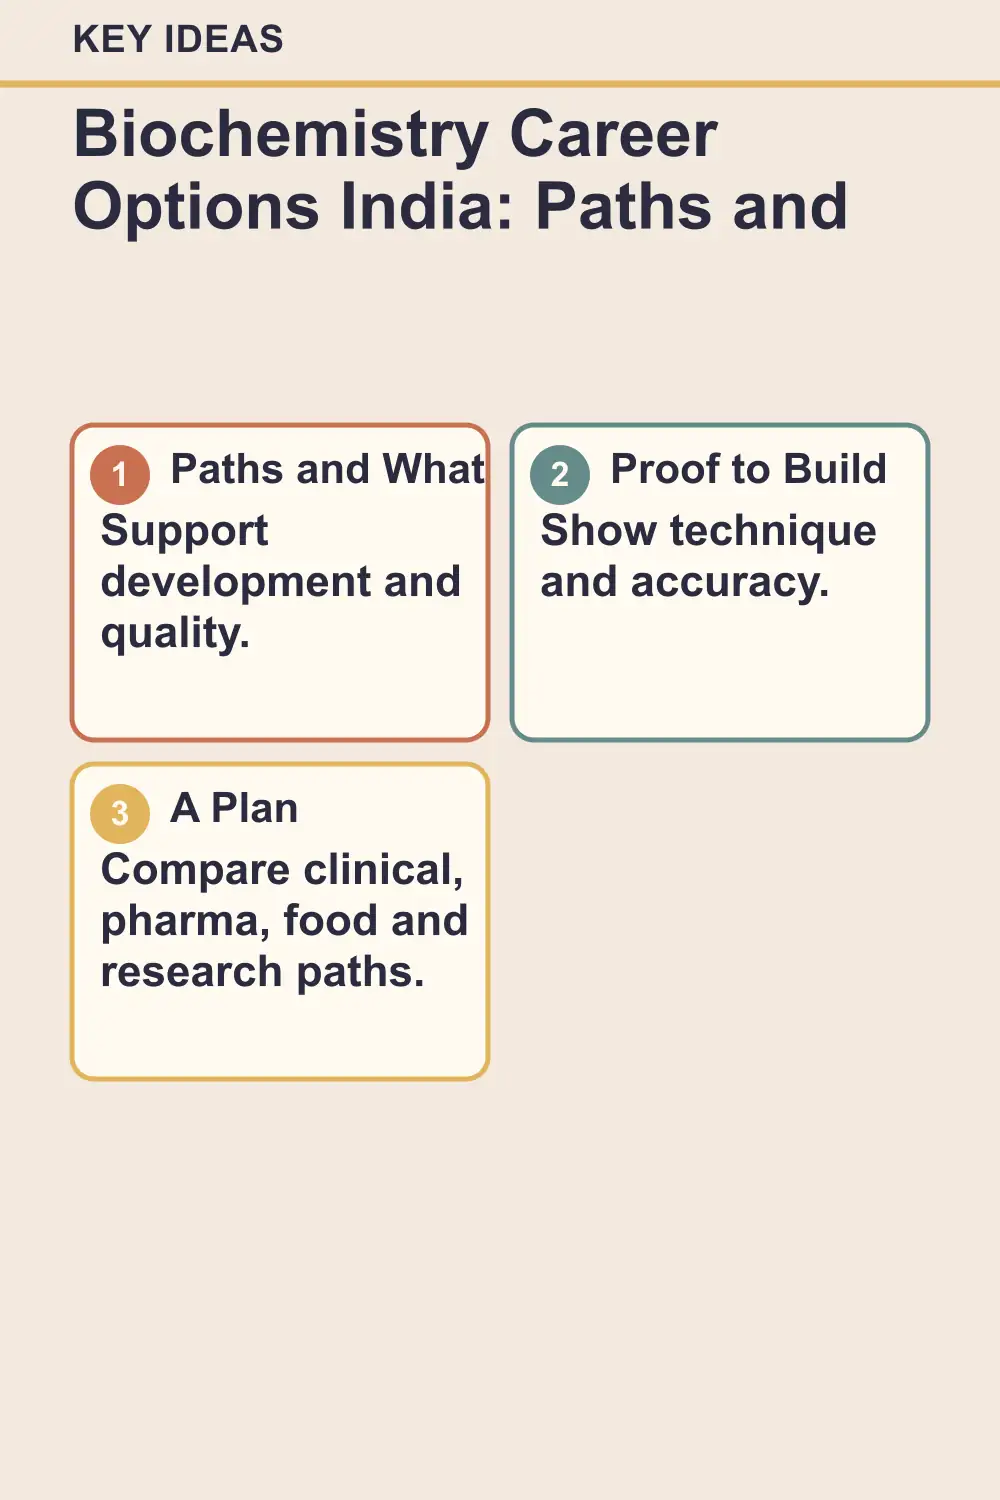 KEY IDEAS
Biochemistry Career
Options India: Paths and
1 Paths and What
Support
development and
quality.
2 Proof to Build
Show technique
and accuracy.
3 A Plan
Compare clinical,
pharma, food and
research paths.